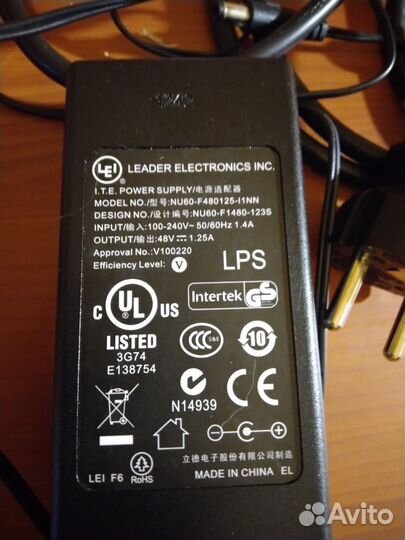 1242
LEI ® LEADER ELECTRONICS INC.
I.T.E. POWER SUPPLY/电源适配器
MODEL NO./型号:NU60-F480125-I1NN
DESIGN NO./设计编号:NU60-F1480-123S
INPUT/输入:100-240V~ 50/60Hz 1.4A
OUTPUT/输出:48V 1.25A
Approval No.:V100220
Efficiency Level: V
LPS
C UL US ®
LISTED
3G74
E138754
Intertek GS
CCC S&E
10
N14939
CE
LEI F6
RoHS
立德电子股份有限公司制造
MADE IN CHINA EL
Avito